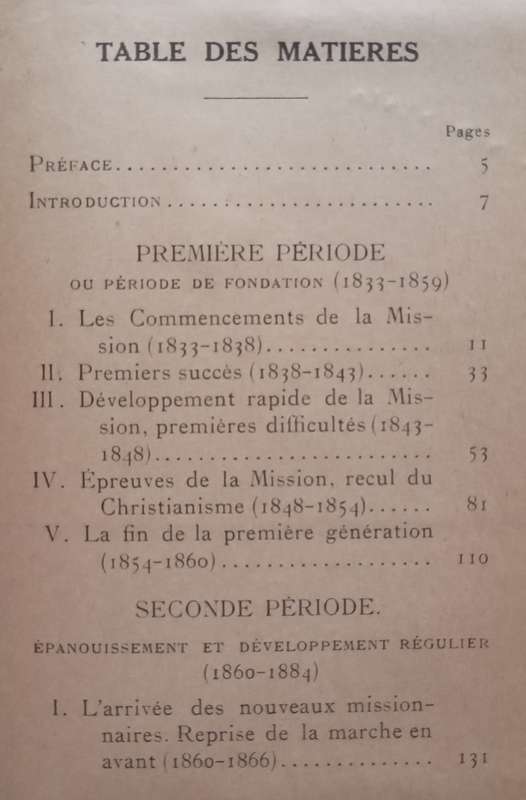 TABLE DES MATIERES
Pages
PRÉFACE.............................. 5
INTRODUCTION........................ 7
PREMIÈRE PÉRIODE
OU PÉRIODE DE FONDATION (1833-1859)
I. Les Commencements de la Mis-
sion (1833-1838)................ 11
II. Premiers succès (1838-1843)...... 33
III. Développement rapide de la Mis-
sion, premières difficultés (1843-
1848)........................... 53
IV. Épreuves de la Mission, recul du
Christianisme (1848-1854)...... 81
V. La fin de la première génération
(1854-1860).................... 110
SECONDE PÉRIODE.
ÉPANOUISSEMENT ET DÉVELOPPEMENT RÉGULIER
(1860-1884)
I. L'arrivée des nouveaux mission-
naires. Reprise de la marche en
avant (1860-1866).............. 131